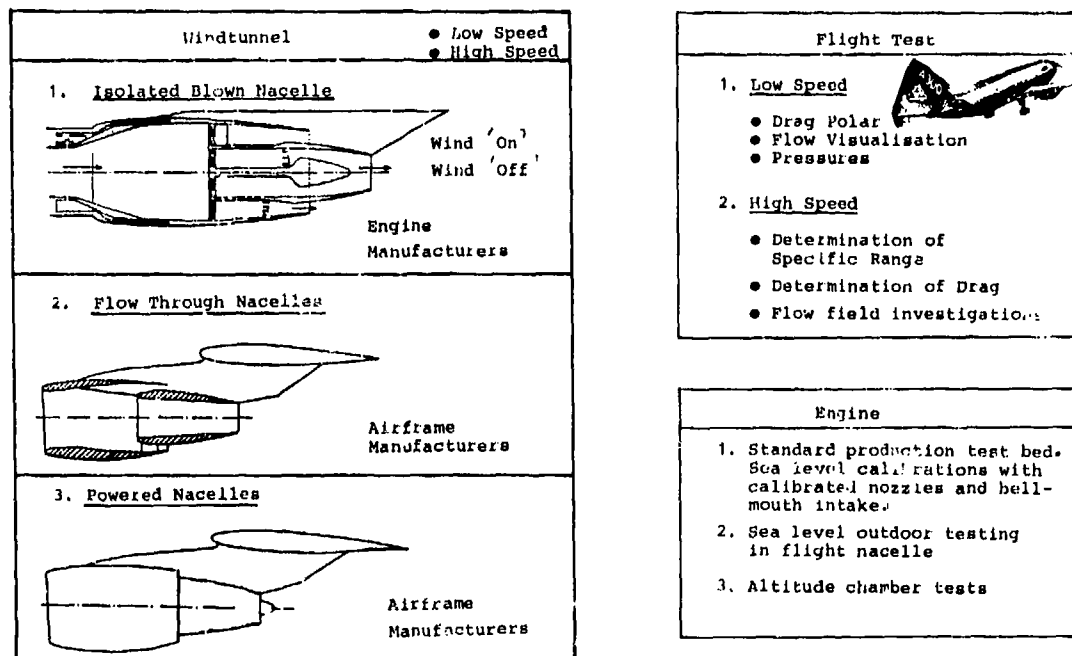 Windtunnel
● Low Speed
● High Speed
1. Isolated Blown Nacelle
Wind 'On'
Wind 'Off'
Engine
Manufacturers
2. Flow Through Nacelles
Airframe
Manufacturers
3. Powered Nacelles
Airframe
Manufacturers
Flight Test
1. Low Speed
● Drag Polar
● Flow Visualisation
● Pressures
2. High Speed
● Determination of
Specific Range
● Determination of Drag
● Flow field investigations
Engine
1. Standard production test bed.
Sea level calibrations with
calibrated nozzles and bell-
mouth intake.
2. Sea level outdoor testing
in flight nacelle
3. Altitude chamber tests